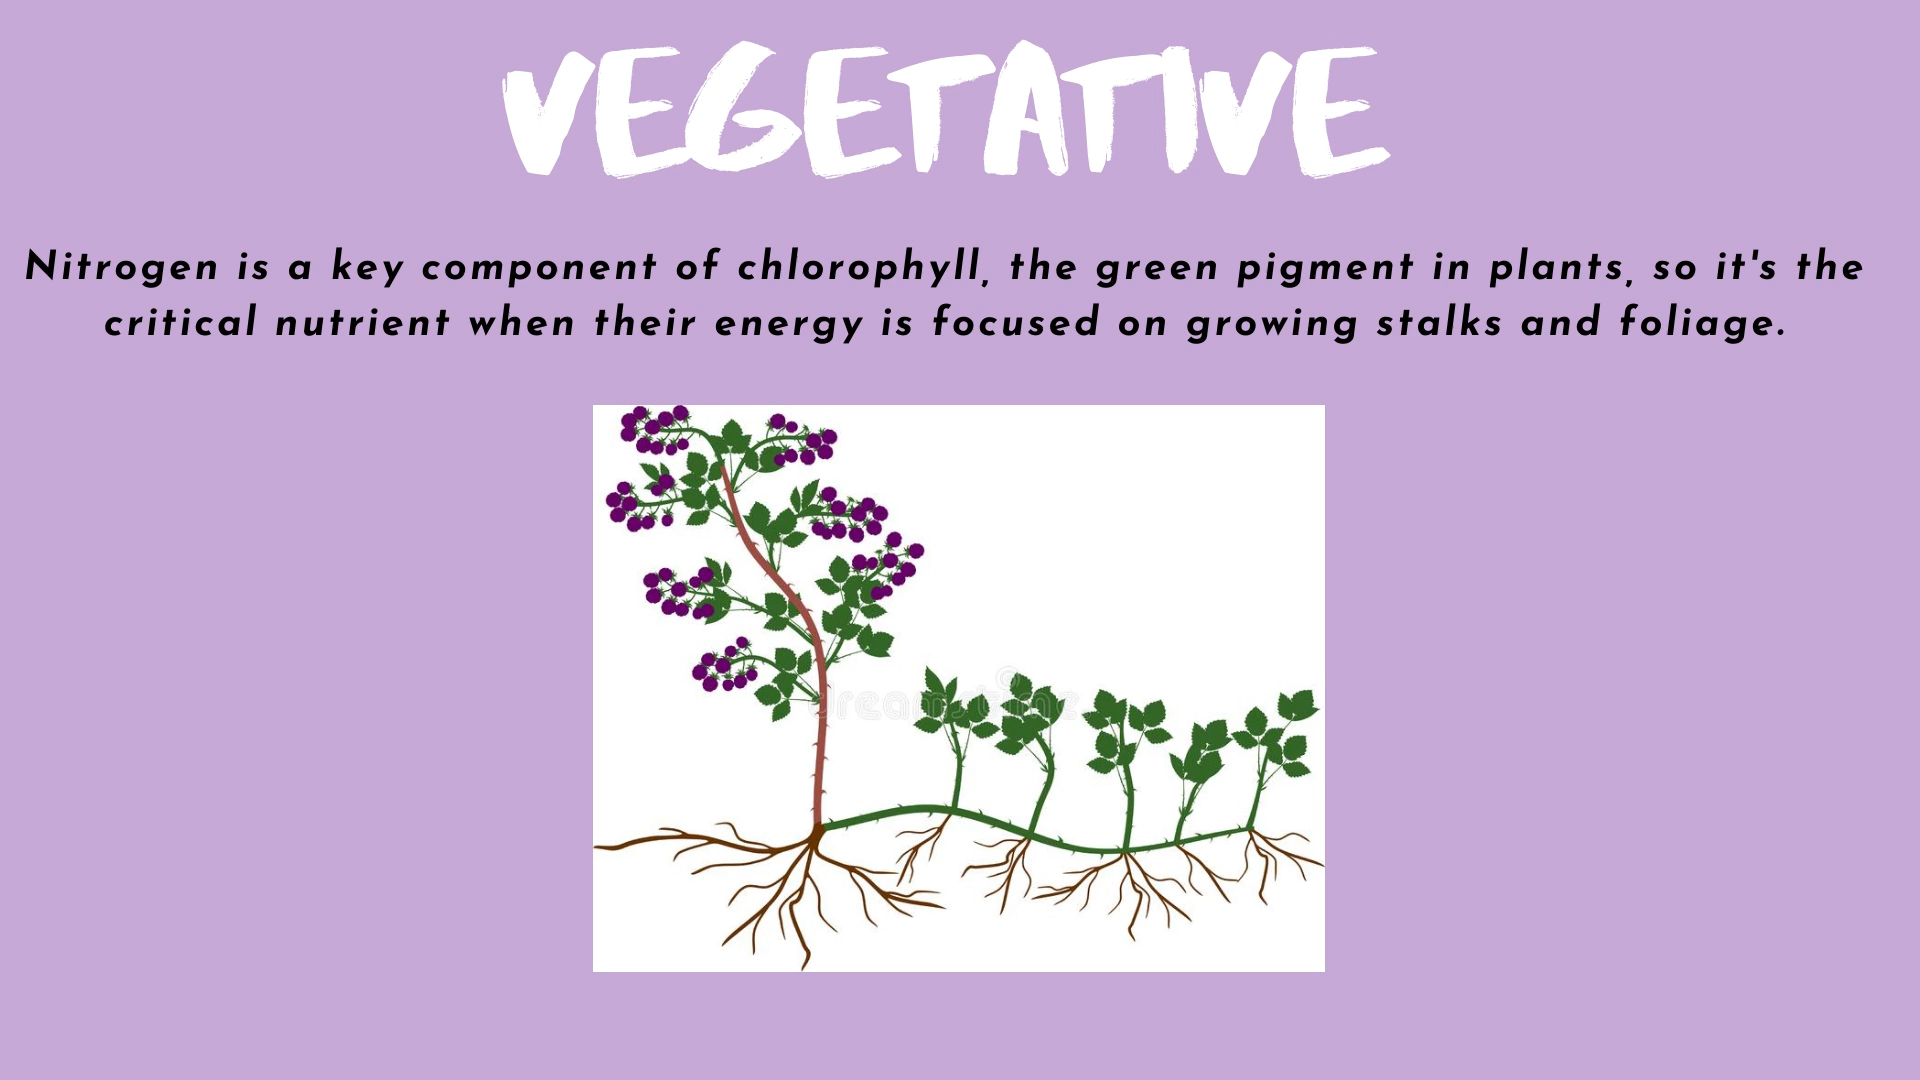 VEGETATIVE
Nitrogen is a key component of chlorophyll, the green pigment in plants, so it's the
critical nutrient when their energy is focused on growing stalks and foliage.
dreamstime